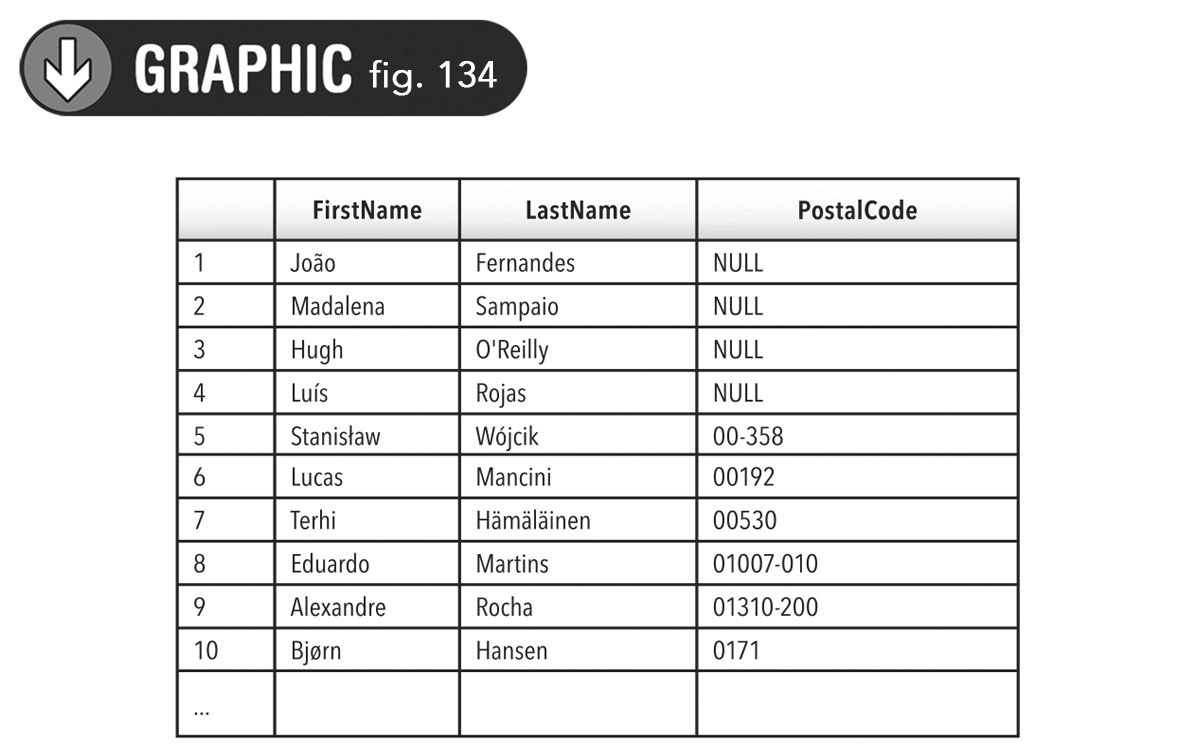 GRAPHIC fig. 134
FirstName LastName PostalCode
1 João Fernandes NULL
2 Madalena Sampaio NULL
3 Hugh O'Reilly NULL
4 Luís Rojas NULL
5 Stanisław Wójcik 00-358
6 Lucas Mancini 00192
7 Terhi Hämäläinen 00530
8 Eduardo Martins 01007-010
9 Alexandre Rocha 01310-200
10 Bjørn Hansen 0171
...